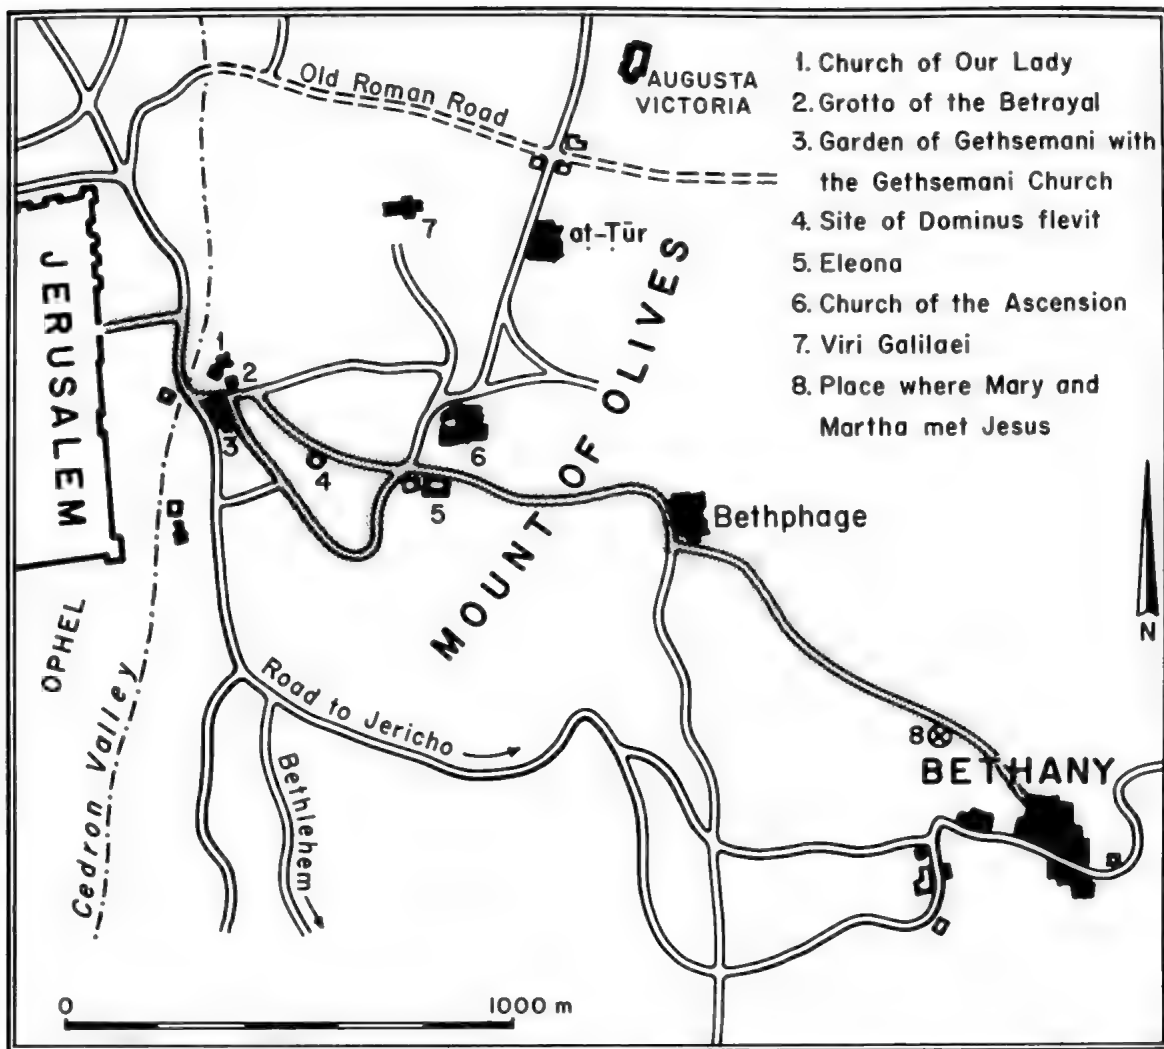 Old Roman Road
AUGUSTA
VICTORIA
1. Church of Our Lady
2. Grotto of the Betrayal
3. Garden of Gethsemani with
the Gethsemani Church
4. Site of Dominus flevit
5. Eleona
6. Church of the Ascension
7. Viri Galilaei
8. Place where Mary and
Martha met Jesus
7
aṭ-Ṭūr
JERUSALEM
MOUNT OF OLIVES
1
2
3
4
5
6
Bethphage
N
OPHEL
Cedron Valley
Road to Jericho
Bethlehem
8
BETHANY
0 1000 m